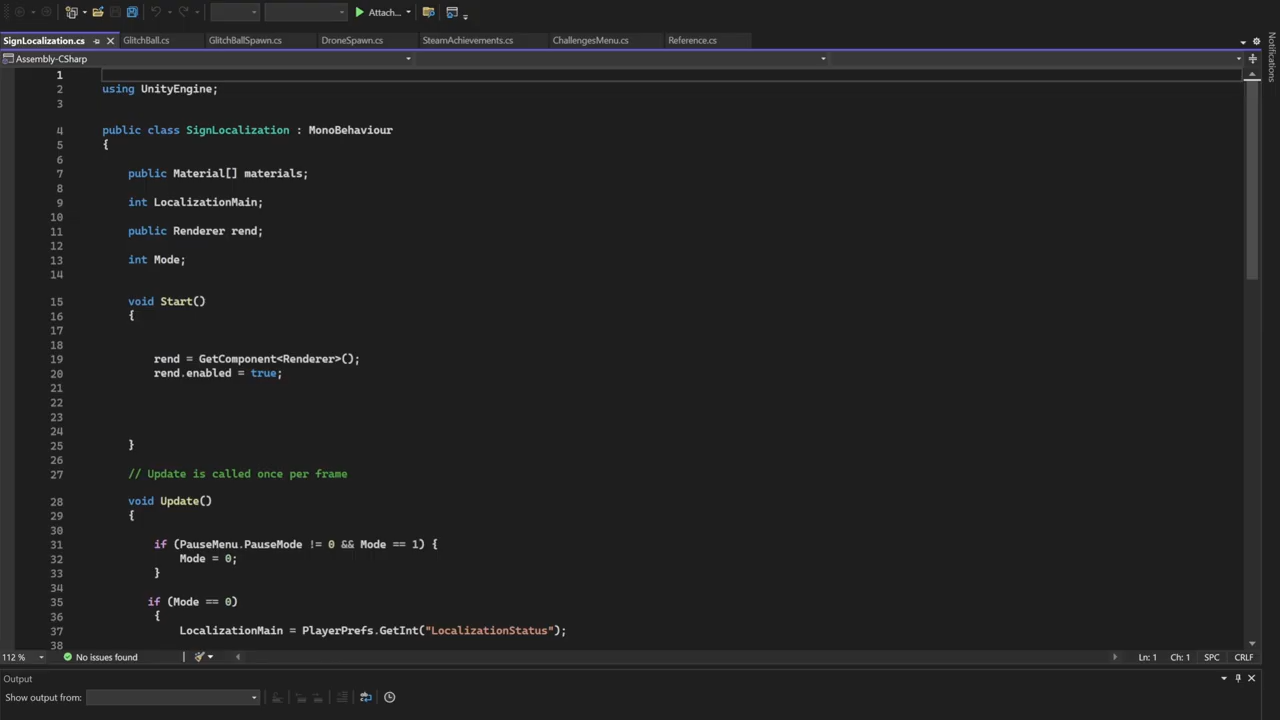 Attach...
SignLocalization.cs GlitchBall.cs GlitchBallSpawn.cs DroneSpawn.cs SteamAchievements.cs ChallengesMenu.cs Reference.cs
Notifications
Assembly-CSharp
1
2 using UnityEngine;
3
4 public class SignLocalization : MonoBehaviour
5 {
6
7 public Material[] materials;
8
9 int LocalizationMain;
10
11 public Renderer rend;
12
13 int Mode;
14
15 void Start()
16 {
17
18
19 rend = GetComponent<Renderer>();
20 rend.enabled = true;
21
22
23
24
25 }
26
27 // Update is called once per frame
28 void Update()
29 {
30
31 if (PauseMenu.PauseMode != 0 && Mode == 1) {
32 Mode = 0;
33 }
34
35 if (Mode == 0)
36 {
37 LocalizationMain = PlayerPrefs.GetInt("LocalizationStatus");
38
112 % No issues found Ln: 1 Ch: 1 SPC CRLF
Output
Show output from: